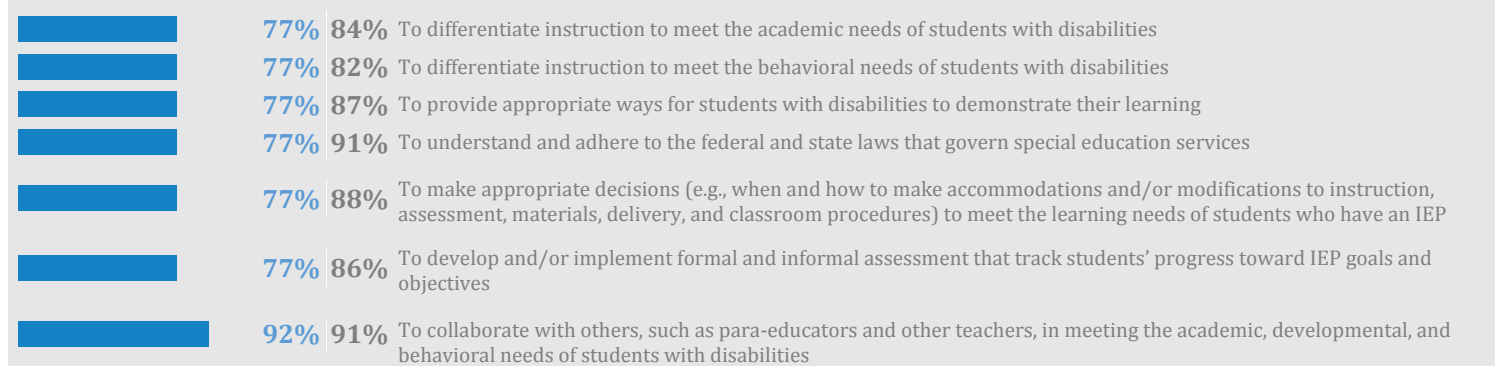 77% 84% To differentiate instruction to meet the academic needs of students with disabilities
77% 82% To differentiate instruction to meet the behavioral needs of students with disabilities
77% 87% To provide appropriate ways for students with disabilities to demonstrate their learning
77% 91% To understand and adhere to the federal and state laws that govern special education services
77% 88% To make appropriate decisions (e.g., when and how to make accommodations and/or modifications to instruction,
assessment, materials, delivery, and classroom procedures) to meet the learning needs of students who have an IEP
77% 86% To develop and/or implement formal and informal assessment that track students’ progress toward IEP goals and
objectives
92% 91% To collaborate with others, such as para-educators and other teachers, in meeting the academic, developmental, and
behavioral needs of students with disabilities